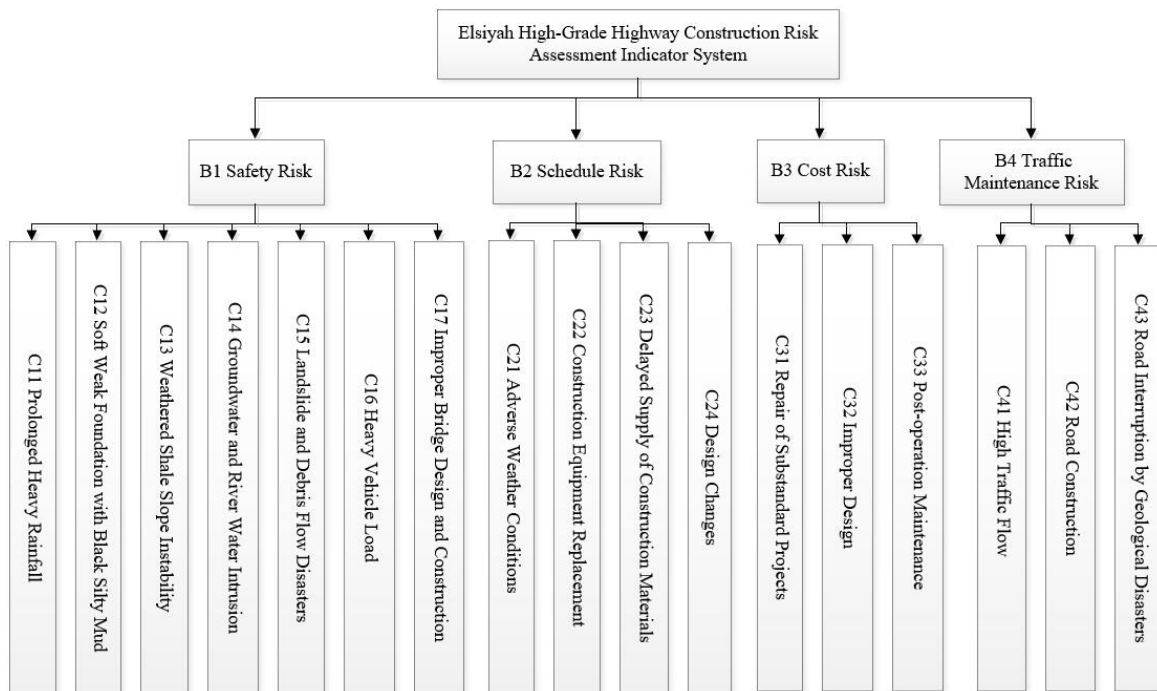 Elsiyah High-Grade Highway Construction Risk
Assessment Indicator System
B1 Safety Risk
B2 Schedule Risk
B3 Cost Risk
B4 Traffic
Maintenance Risk
C11 Prolonged Heavy Rainfall
C12 Soft Weak Foundation with Black Silty Mud
C13 Weathered Shale Slope Instability
C14 Groundwater and River Water Intrusion
C15 Landslide and Debris Flow Disasters
C16 Heavy Vehicle Load
C17 Improper Bridge Design and Construction
C21 Adverse Weather Conditions
C22 Construction Equipment Replacement
C23 Delayed Supply of Construction Materials
C24 Design Changes
C31 Repair of Substandard Projects
C32 Improper Design
C33 Post-operation Maintenance
C41 High Traffic Flow
C42 Road Construction
C43 Road Interruption by Geological Disasters